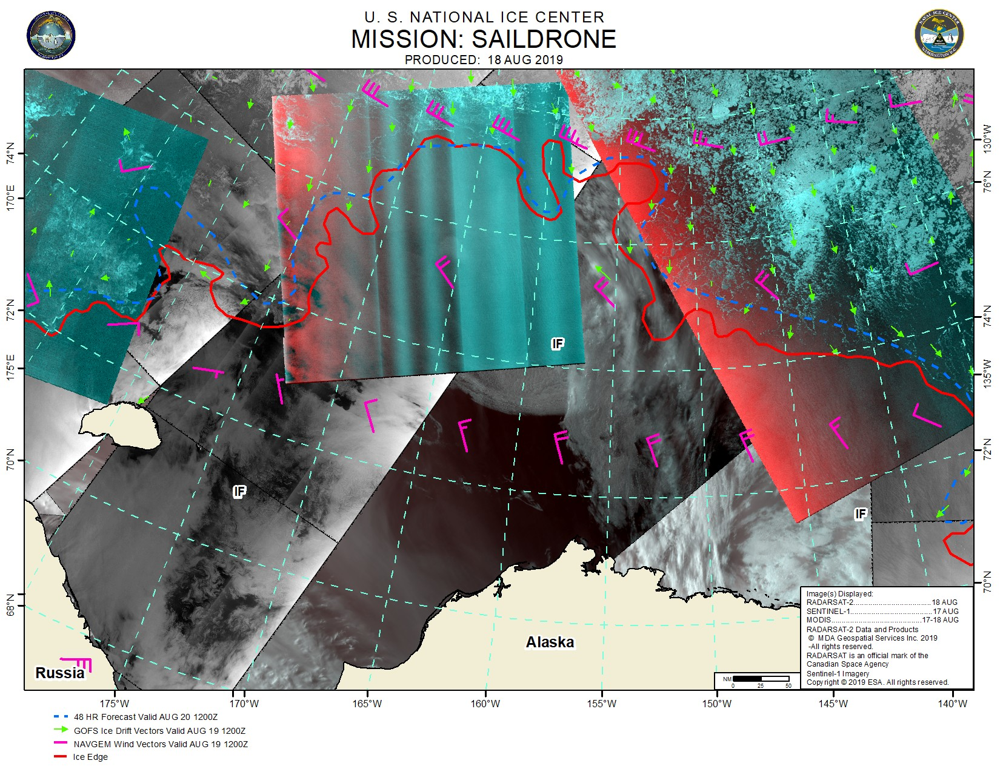 U. S. NATIONAL ICE CENTER
MISSION: SAILDRONE
PRODUCED: 18 AUG 2019
74°N
170°E
72°N
175°E
70°N
68°N
130°W
76°N
74°N
135°W
72°N
70°N
IF
IF
IF
Alaska
Russia
Image(s) Displayed:
RADARSAT-2................................18 AUG
SENTINEL-1..................................17 AUG
MODIS.....................................17-18 AUG
RADARSAT-2 Data and Products
© MDA Geospatial Services Inc. 2019
-All rights reserved.
RADARSAT is an official mark of the
Canadian Space Agency
Sentinel-1 Imagery
Copyright © 2019 ESA. All rights reserved.
NM
0 25 50
175°W 170°W 165°W 160°W 155°W 150°W 145°W 140°W
48 HR Forecast Valid AUG 20 1200Z
GOFS Ice Drift Vectors Valid AUG 19 1200Z
NAVGEM Wind Vectors Valid AUG 19 1200Z
Ice Edge